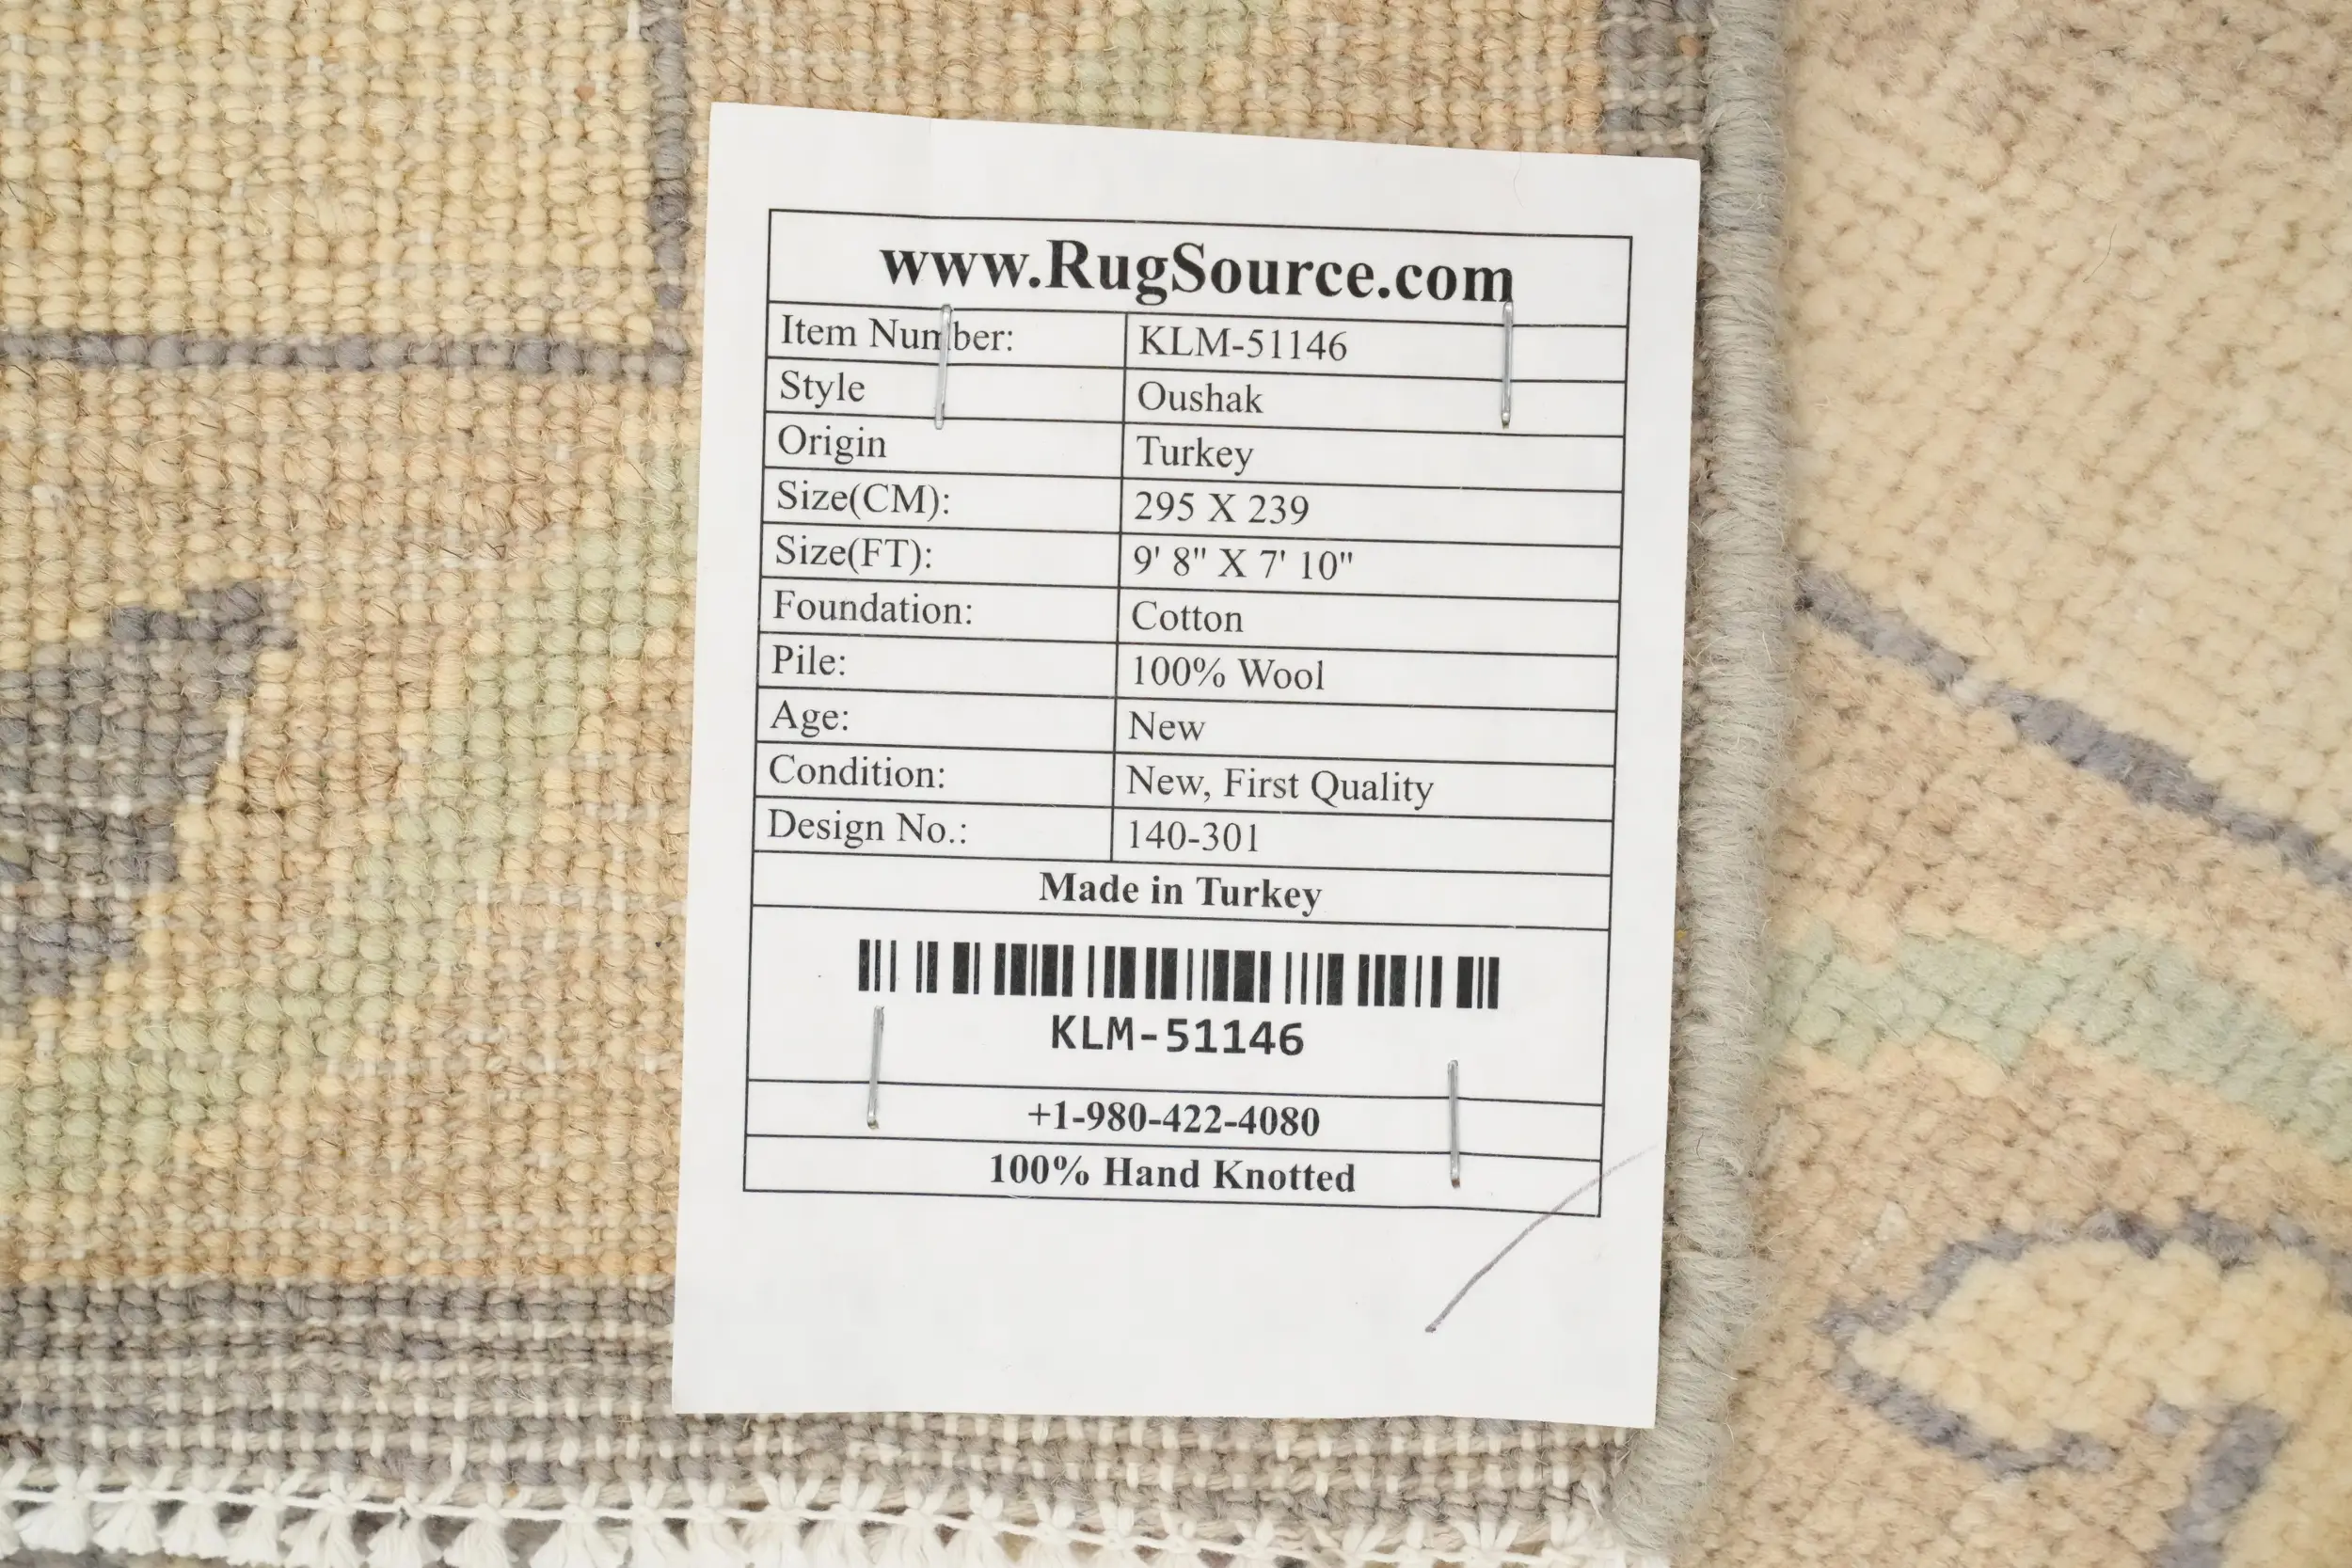 www.RugSource.com
Item Number: KLM-51146
Style Oushak
Origin Turkey
Size(CM): 295 X 239
Size(FT): 9' 8" X 7' 10"
Foundation: Cotton
Pile: 100% Wool
Age: New
Condition: New, First Quality
Design No.: 140-301
Made in Turkey
KLM-51146
+1-980-422-4080
100% Hand Knotted